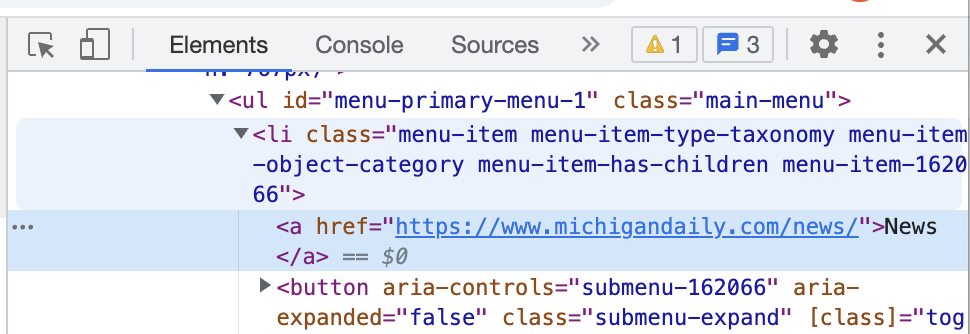 Elements Console Sources » 1 3
<ul id="menu-primary-menu-1" class="main-menu">
<li class="menu-item menu-item-type-taxonomy menu-item
-object-category menu-item-has-children menu-item-1620
66">
<a href="https://www.michigandaily.com/news/">News
</a> == $0
<button aria-controls="submenu-162066" aria-
expanded="false" class="submenu-expand" [class]="tog